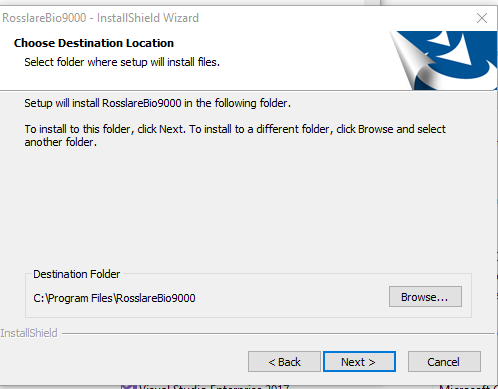 RosslareBio9000 - InstallShield Wizard
Choose Destination Location
Select folder where setup will install files.
Setup will install RosslareBio9000 in the following folder.
To install to this folder, click Next. To install to a different folder, click Browse and select
another folder.
Destination Folder
C:\Program Files\RosslareBio9000
Browse...
InstallShield
< Back
Next >
Cancel
Visual Studio Enterprise 2017
Microsoft C